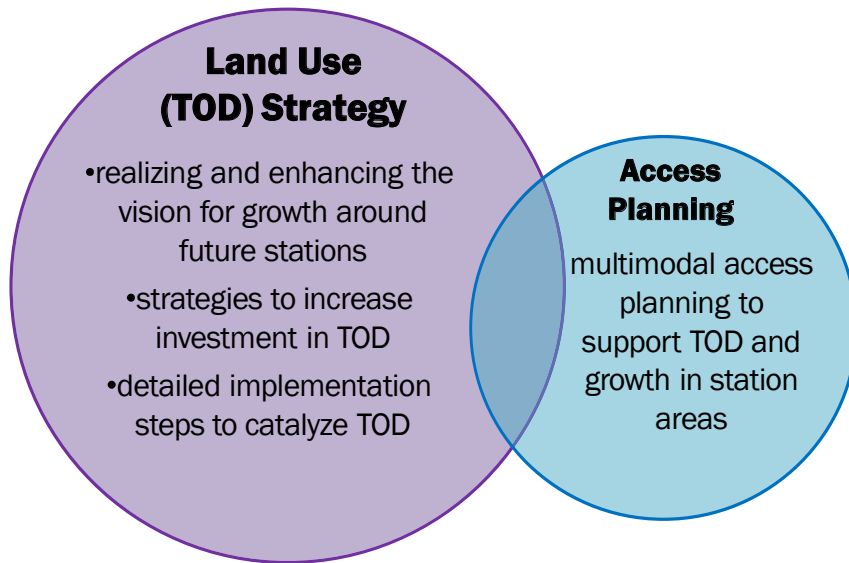 Land Use
(TOD) Strategy
•realizing and enhancing the
vision for growth around
future stations
•strategies to increase
investment in TOD
•detailed implementation
steps to catalyze TOD
Access
Planning
multimodal access
planning to
support TOD and
growth in station
areas